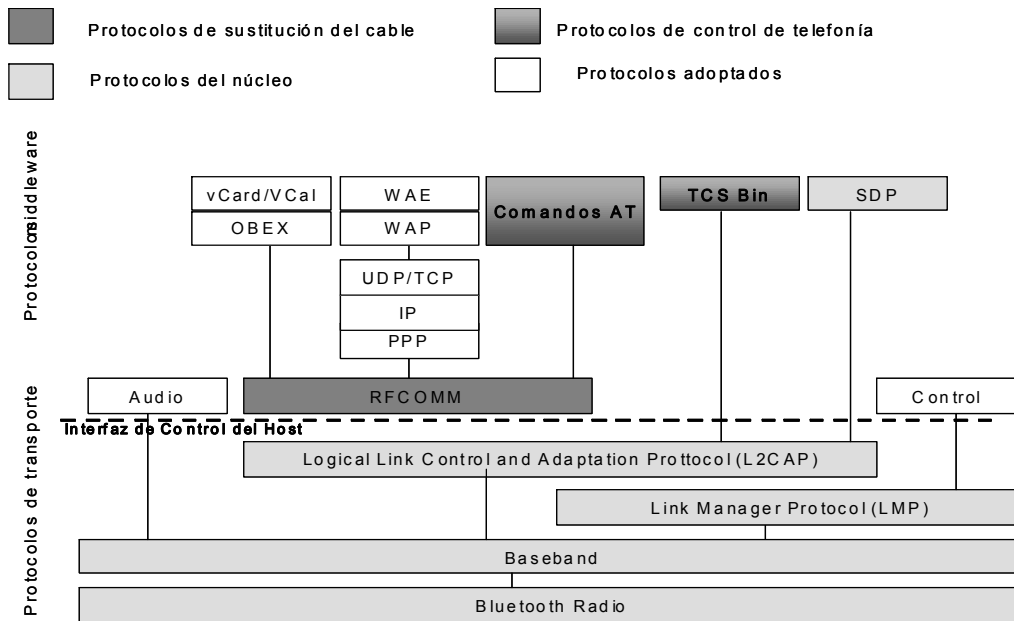 Protocolos de sustitución del cable
Protocolos de control de telefonía
Protocolos del núcleo
Protocolos adoptados
Protocolos middleware
vCard/VCal
WAE
Comandos AT
TCS Bin
SDP
OBEX
WAP
UDP/TCP
IP
PPP
Protocolos de transporte
Audio
RFCOMM
Control
Interfaz de Control del Host
Logical Link Control and Adaptation Prottocol (L2CAP)
Link Manager Protocol (LMP)
Baseband
Bluetooth Radio